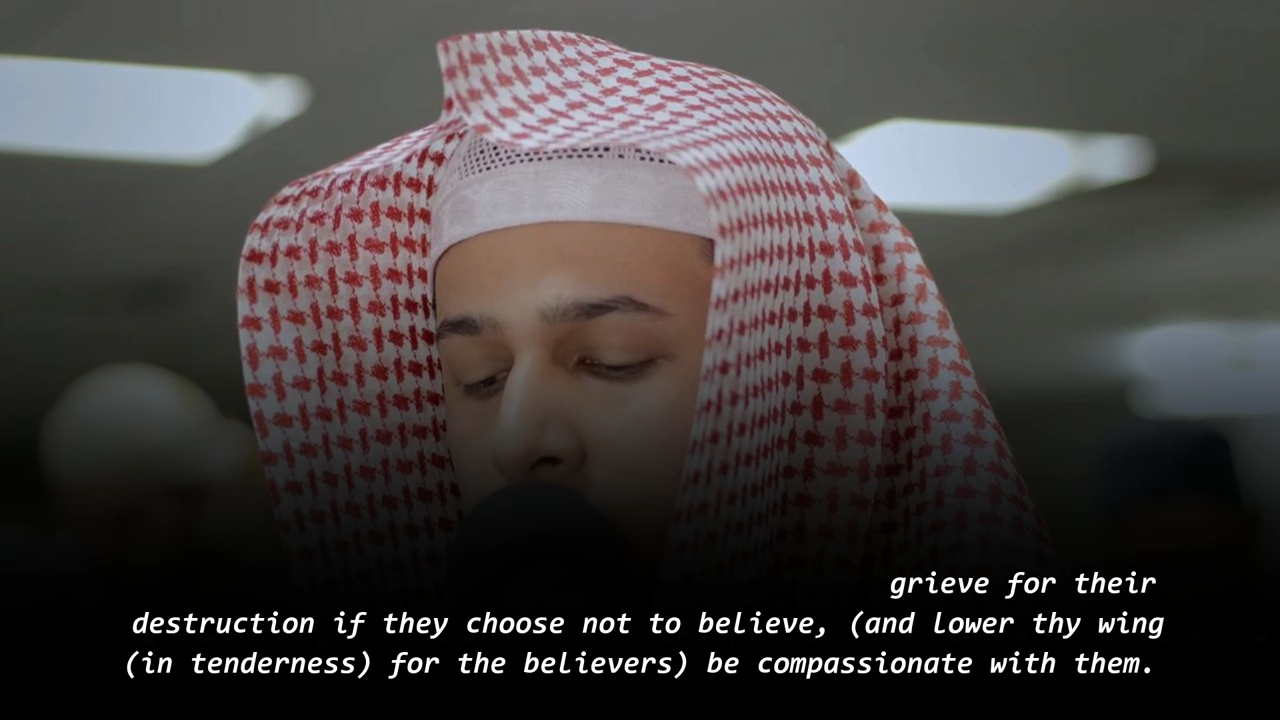 grieve for their
destruction if they choose not to believe, (and lower thy wing
(in tenderness) for the believers) be compassionate with them.